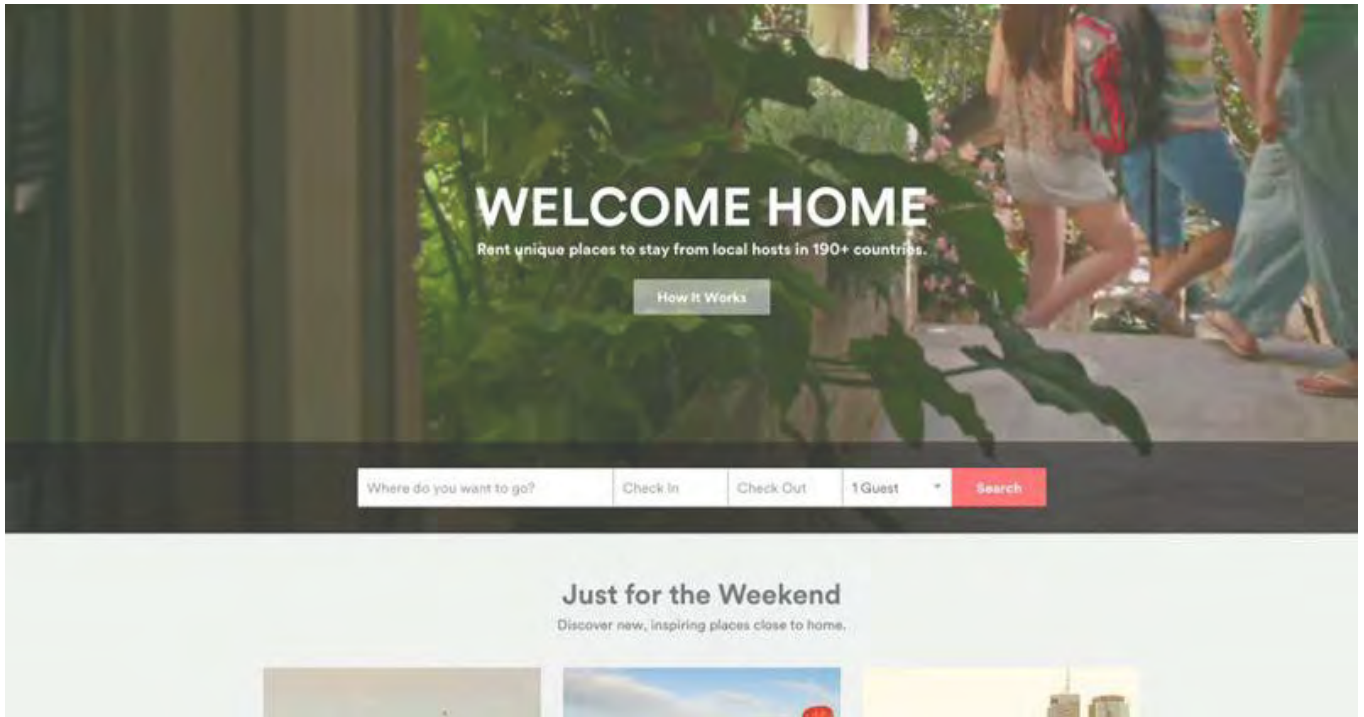 WELCOME HOME
Rent unique places to stay from local hosts in 190+ countries.
How It Works
Where do you want to go?
Check In
Check Out
1 Guest
Search
Just for the Weekend
Discover new, inspiring places close to home.